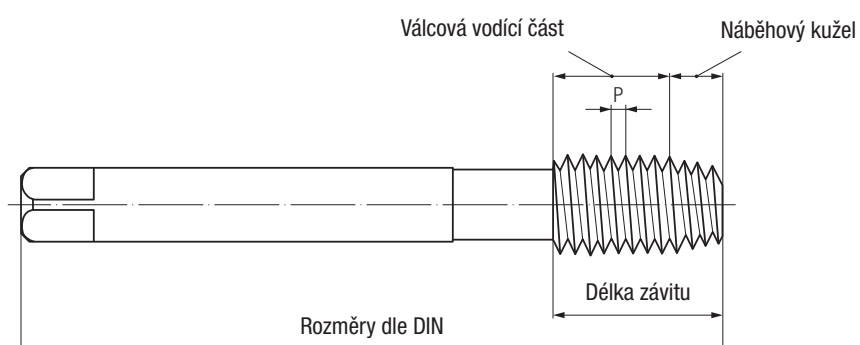 Válcová vodící část
Náběhový kužel
P
Délka závitu
Rozměry dle DIN